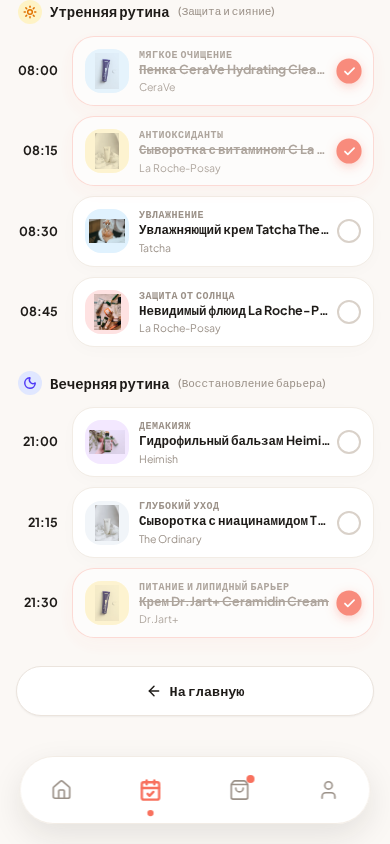 Утренняя рутина (Защита и сияние)
08:00
МЯГКОЕ ОЧИЩЕНИЕ
Пенка CeraVe Hydrating Clea...
CeraVe
08:15
АНТИОКСИДАНТЫ
Сыворотка с витамином C La ...
La Roche-Posay
08:30
УВЛАЖНЕНИЕ
Увлажняющий крем Tatcha The...
Tatcha
08:45
ЗАЩИТА ОТ СОЛНЦА
Невидимый флюид La Roche-P...
La Roche-Posay
Вечерняя рутина (Восстановление барьера)
21:00
ДЕМАКИЯЖ
Гидрофильный бальзам Heimi...
Heimish
21:15
ГЛУБОКИЙ УХОД
Сыворотка с ниацинамидом T...
The Ordinary
21:30
ПИТАНИЕ И ЛИПИДНЫЙ БАРЬЕР
Крем Dr.Jart+ Ceramidin Cream
Dr.Jart+
← На главную